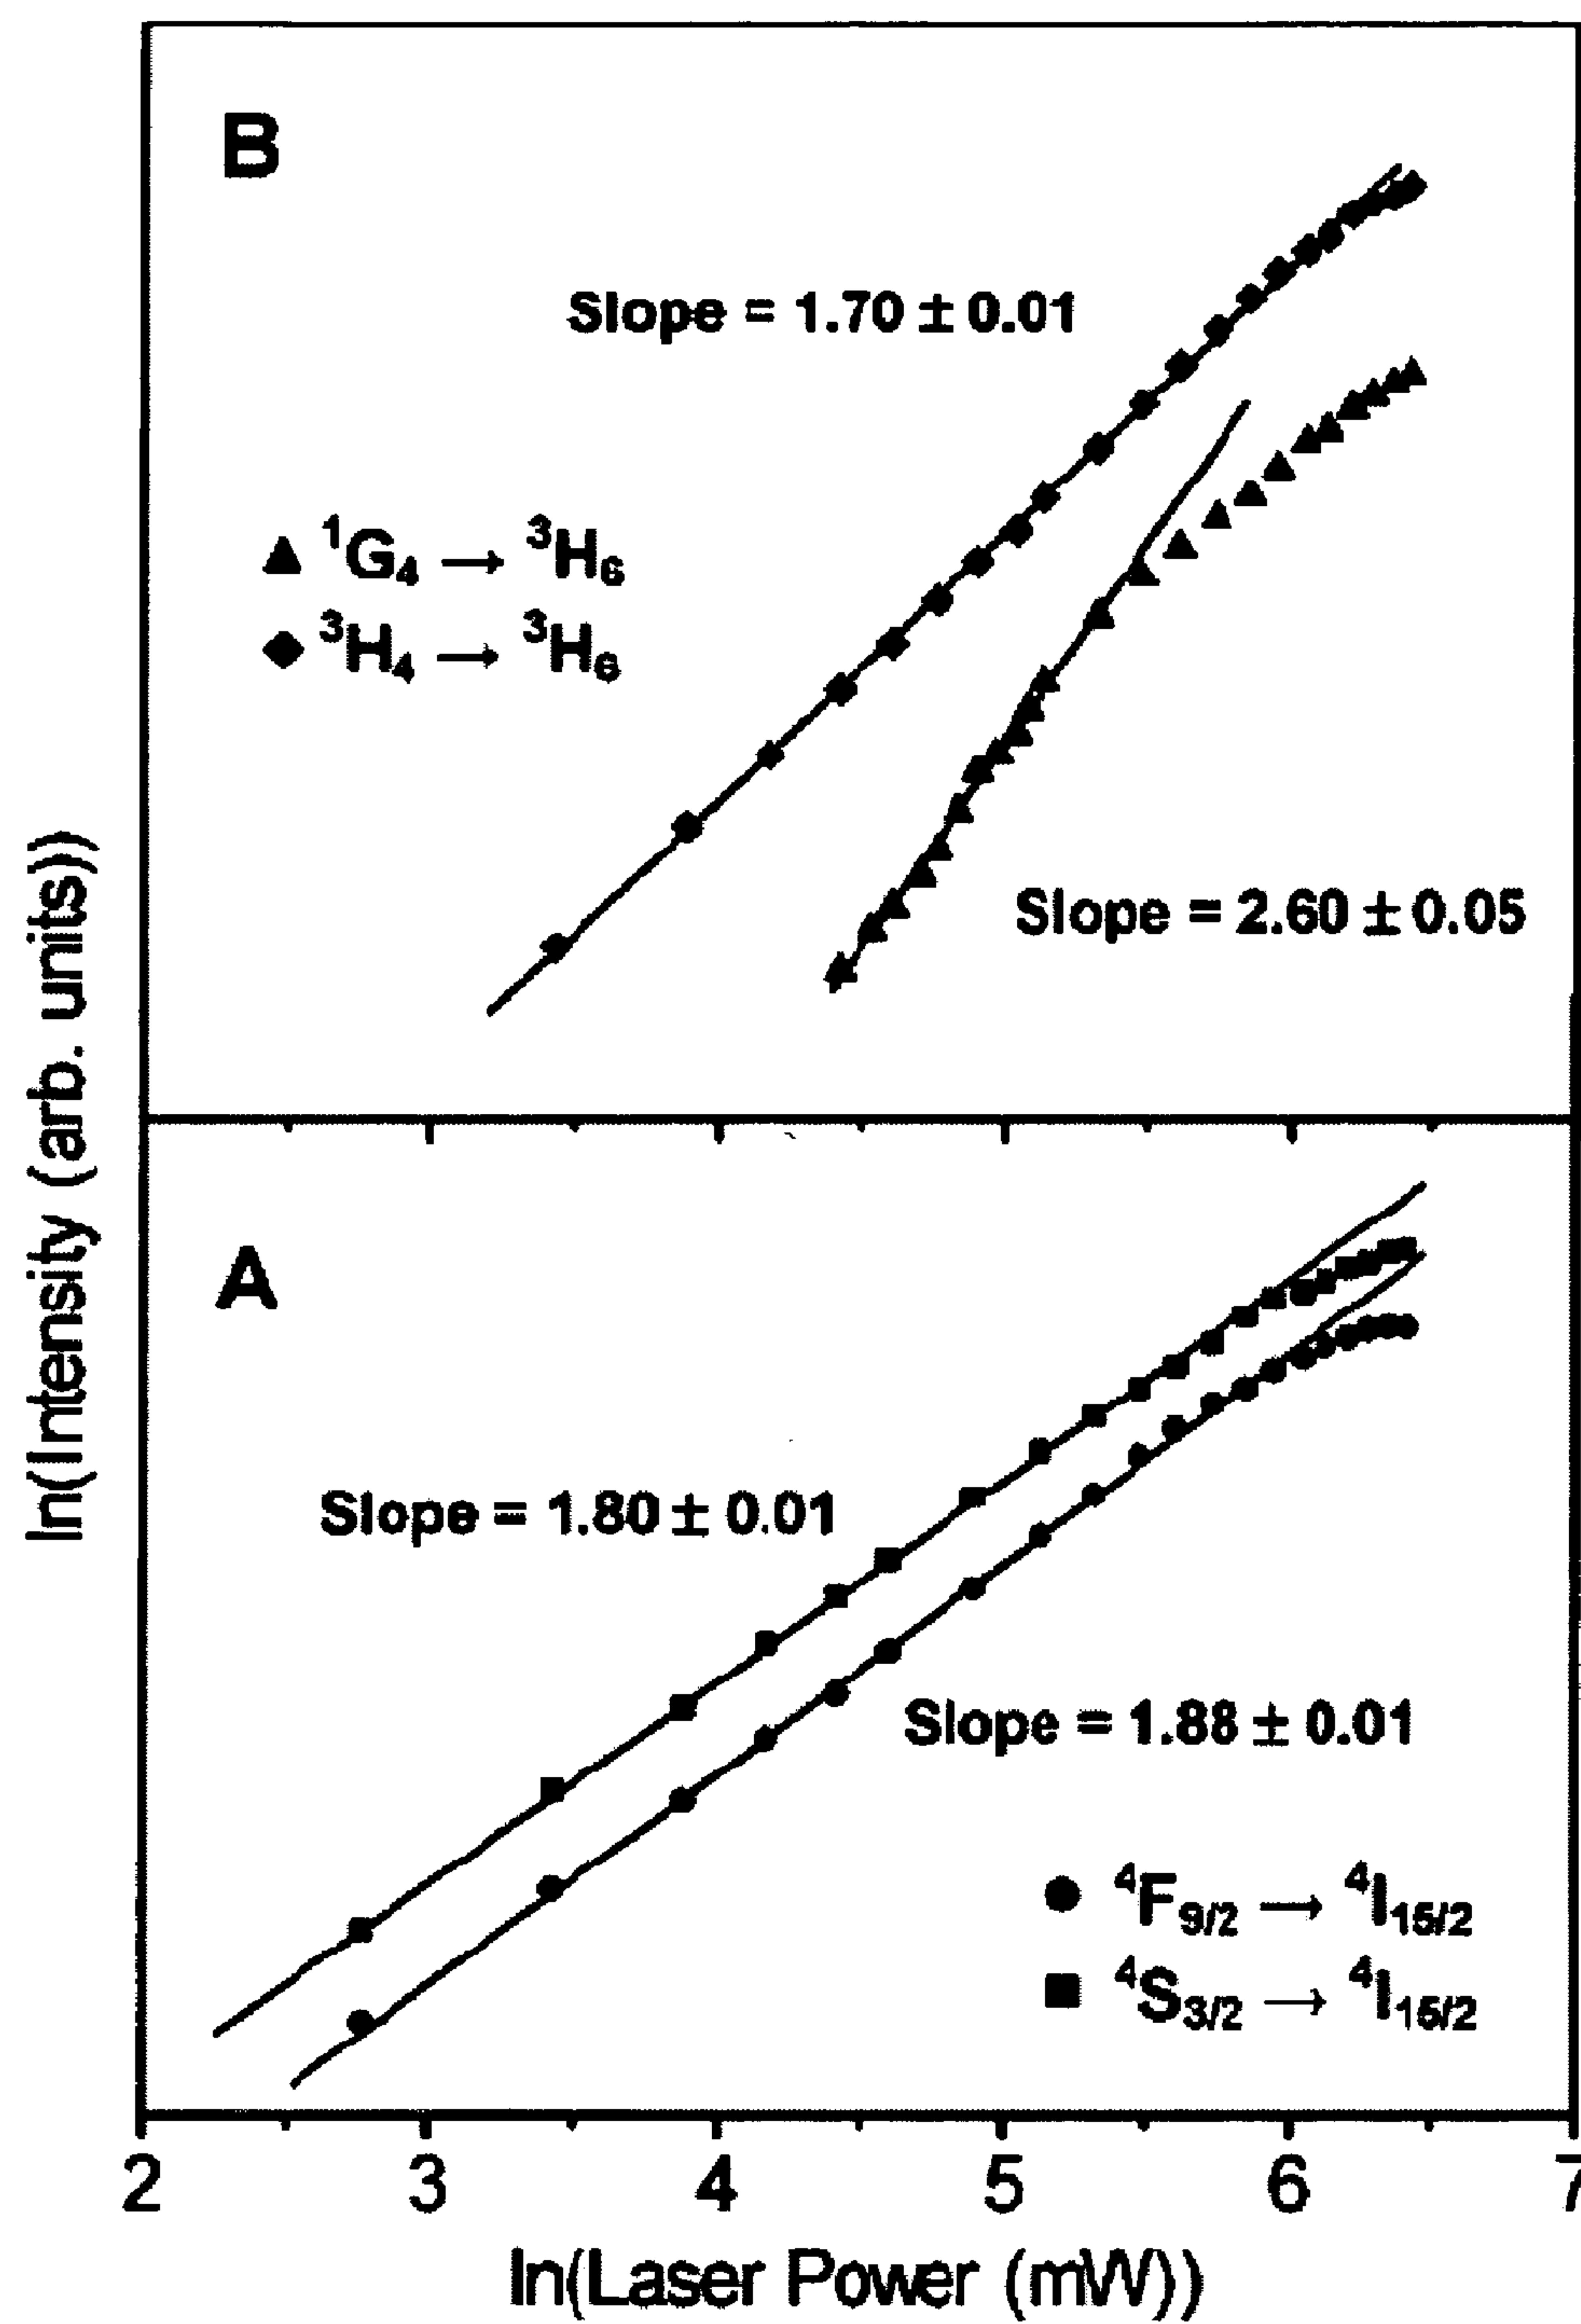 B
Slope = 1.70 ± 0.01
▲ ¹G₄ → ³H₆
◆ ³H₄ → ³H₆
Slope = 2.60 ± 0.05
ln(Intensity (arb. units))
A
Slope = 1.80 ± 0.01
Slope = 1.88 ± 0.01
● ⁴F₉/₂ → ⁴I₁₅/₂
■ ⁴S₃/₂ → ⁴I₁₅/₂
2 3 4 5 6 7
ln(Laser Power (mW))